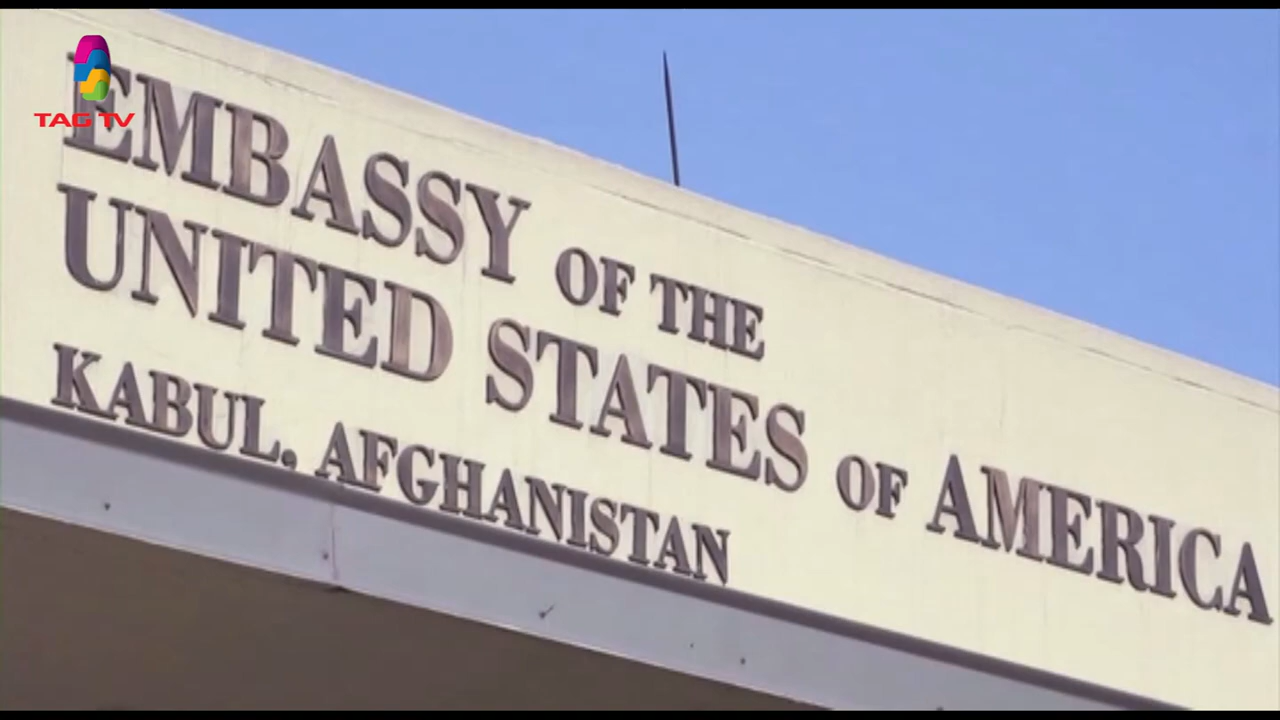 TAG TV
EMBASSY OF THE
UNITED STATES OF AMERICA
KABUL, AFGHANISTAN